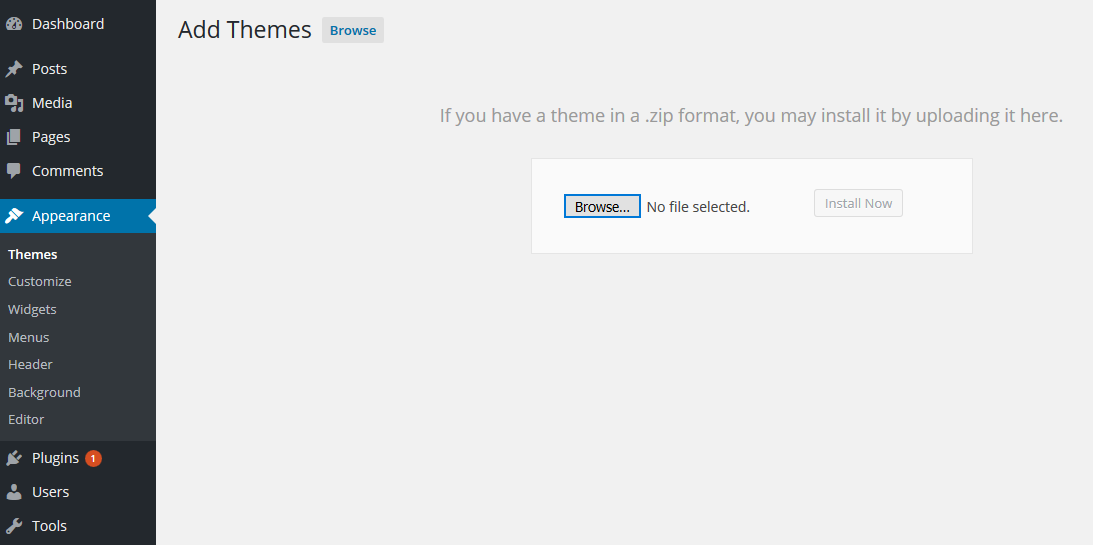 Dashboard
Posts
Media
Pages
Comments
Appearance
Themes
Customize
Widgets
Menus
Header
Background
Editor
Plugins 1
Users
Tools
Add Themes Browse
If you have a theme in a .zip format, you may install it by uploading it here.
Browse... No file selected. Install Now